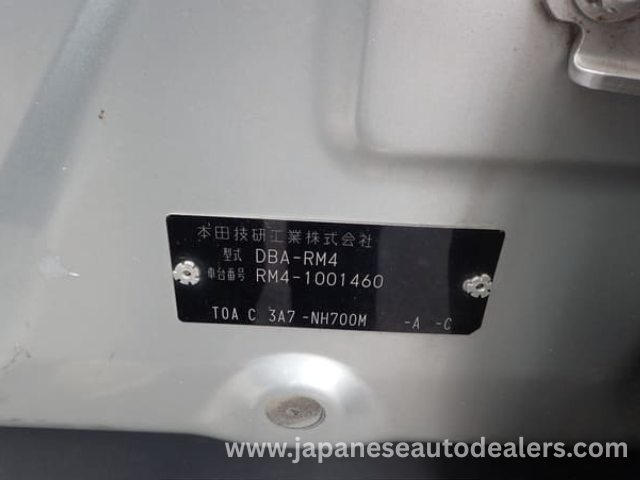 本田技研工業株式会社
型式 DBA-RM4
車台番号 RM4-1001460
T0A C 3A7 -NH700M -A -C
www.japaneseautodealers.com